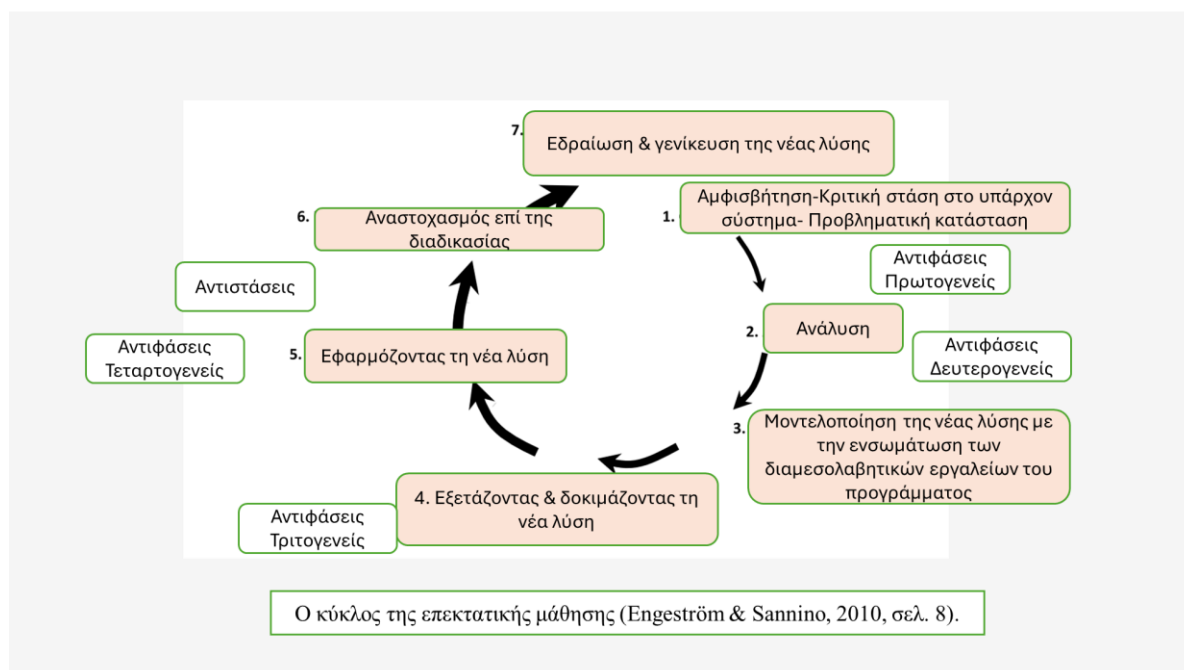 7.
Εδραίωση & γενίκευση της νέας λύσης
1.
Αμφισβήτηση-Κριτική στάση στο υπάρχον
σύστημα- Προβληματική κατάσταση
Αντιφάσεις
Πρωτογενείς
2.
Ανάλυση
Αντιφάσεις
Δευτερογενείς
3.
Μοντελοποίηση της νέας λύσης με
την ενσωμάτωση των
διαμεσολαβητικών εργαλείων του
προγράμματος
4. Εξετάζοντας & δοκιμάζοντας τη
νέα λύση
Αντιφάσεις
Τριτογενείς
5.
Εφαρμόζοντας τη νέα λύση
Αντιφάσεις
Τεταρτογενείς
Αντιστάσεις
6.
Αναστοχασμός επί της
διαδικασίας
Ο κύκλος της επεκτατικής μάθησης (Engeström & Sannino, 2010, σελ. 8).